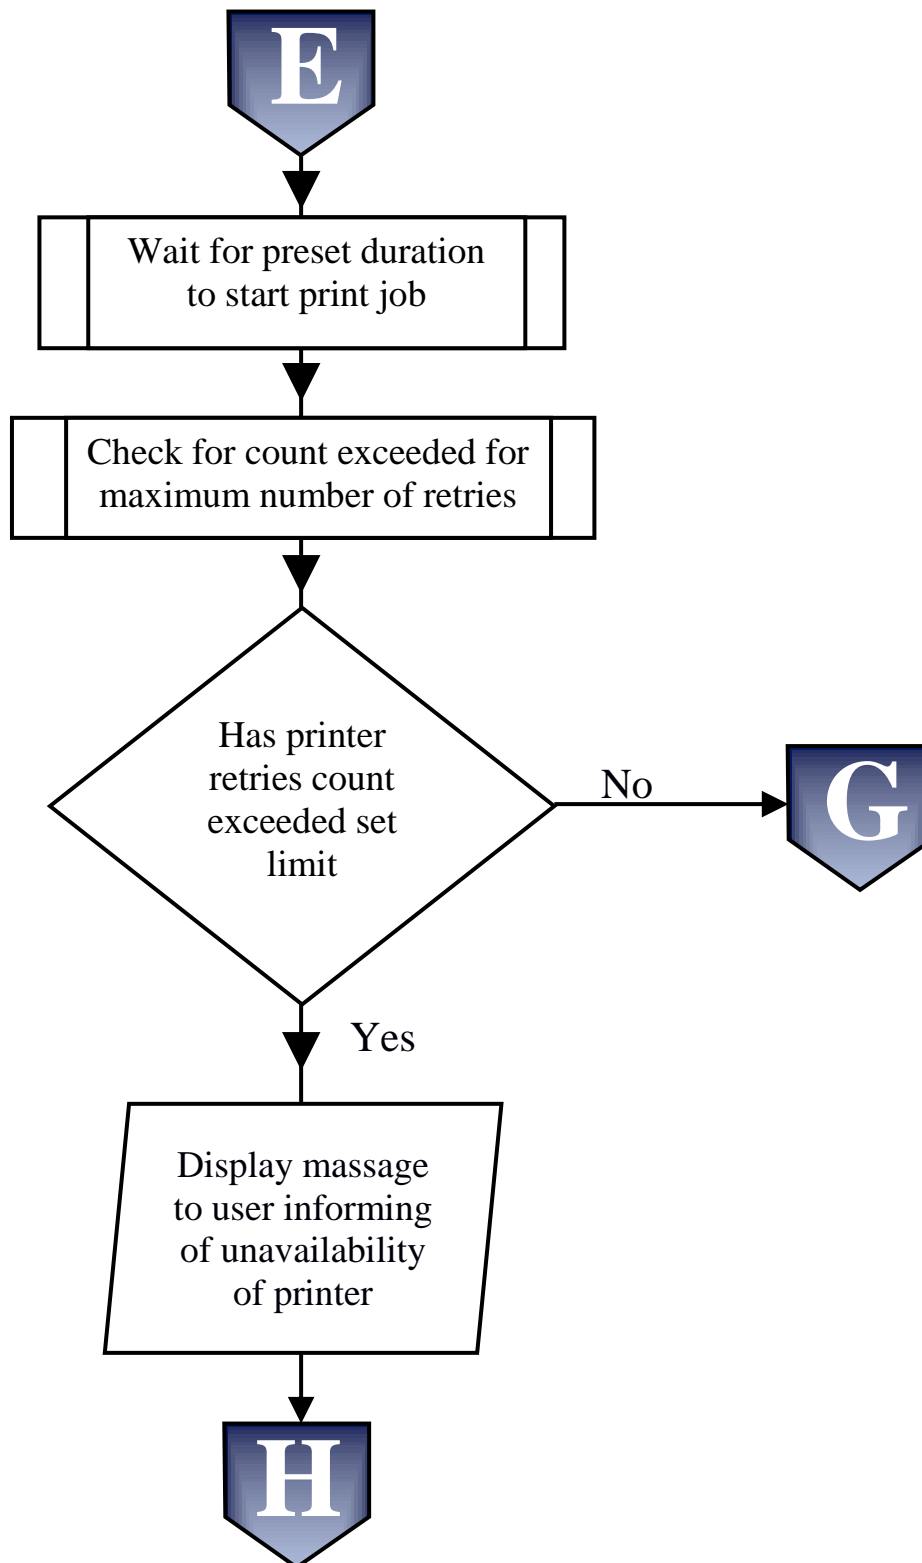 E
Wait for preset duration
to start print job
Check for count exceeded for
maximum number of retries
Has printer
retries count
exceeded set
limit
No
G
Yes
Display massage
to user informing
of unavailability
of printer
H